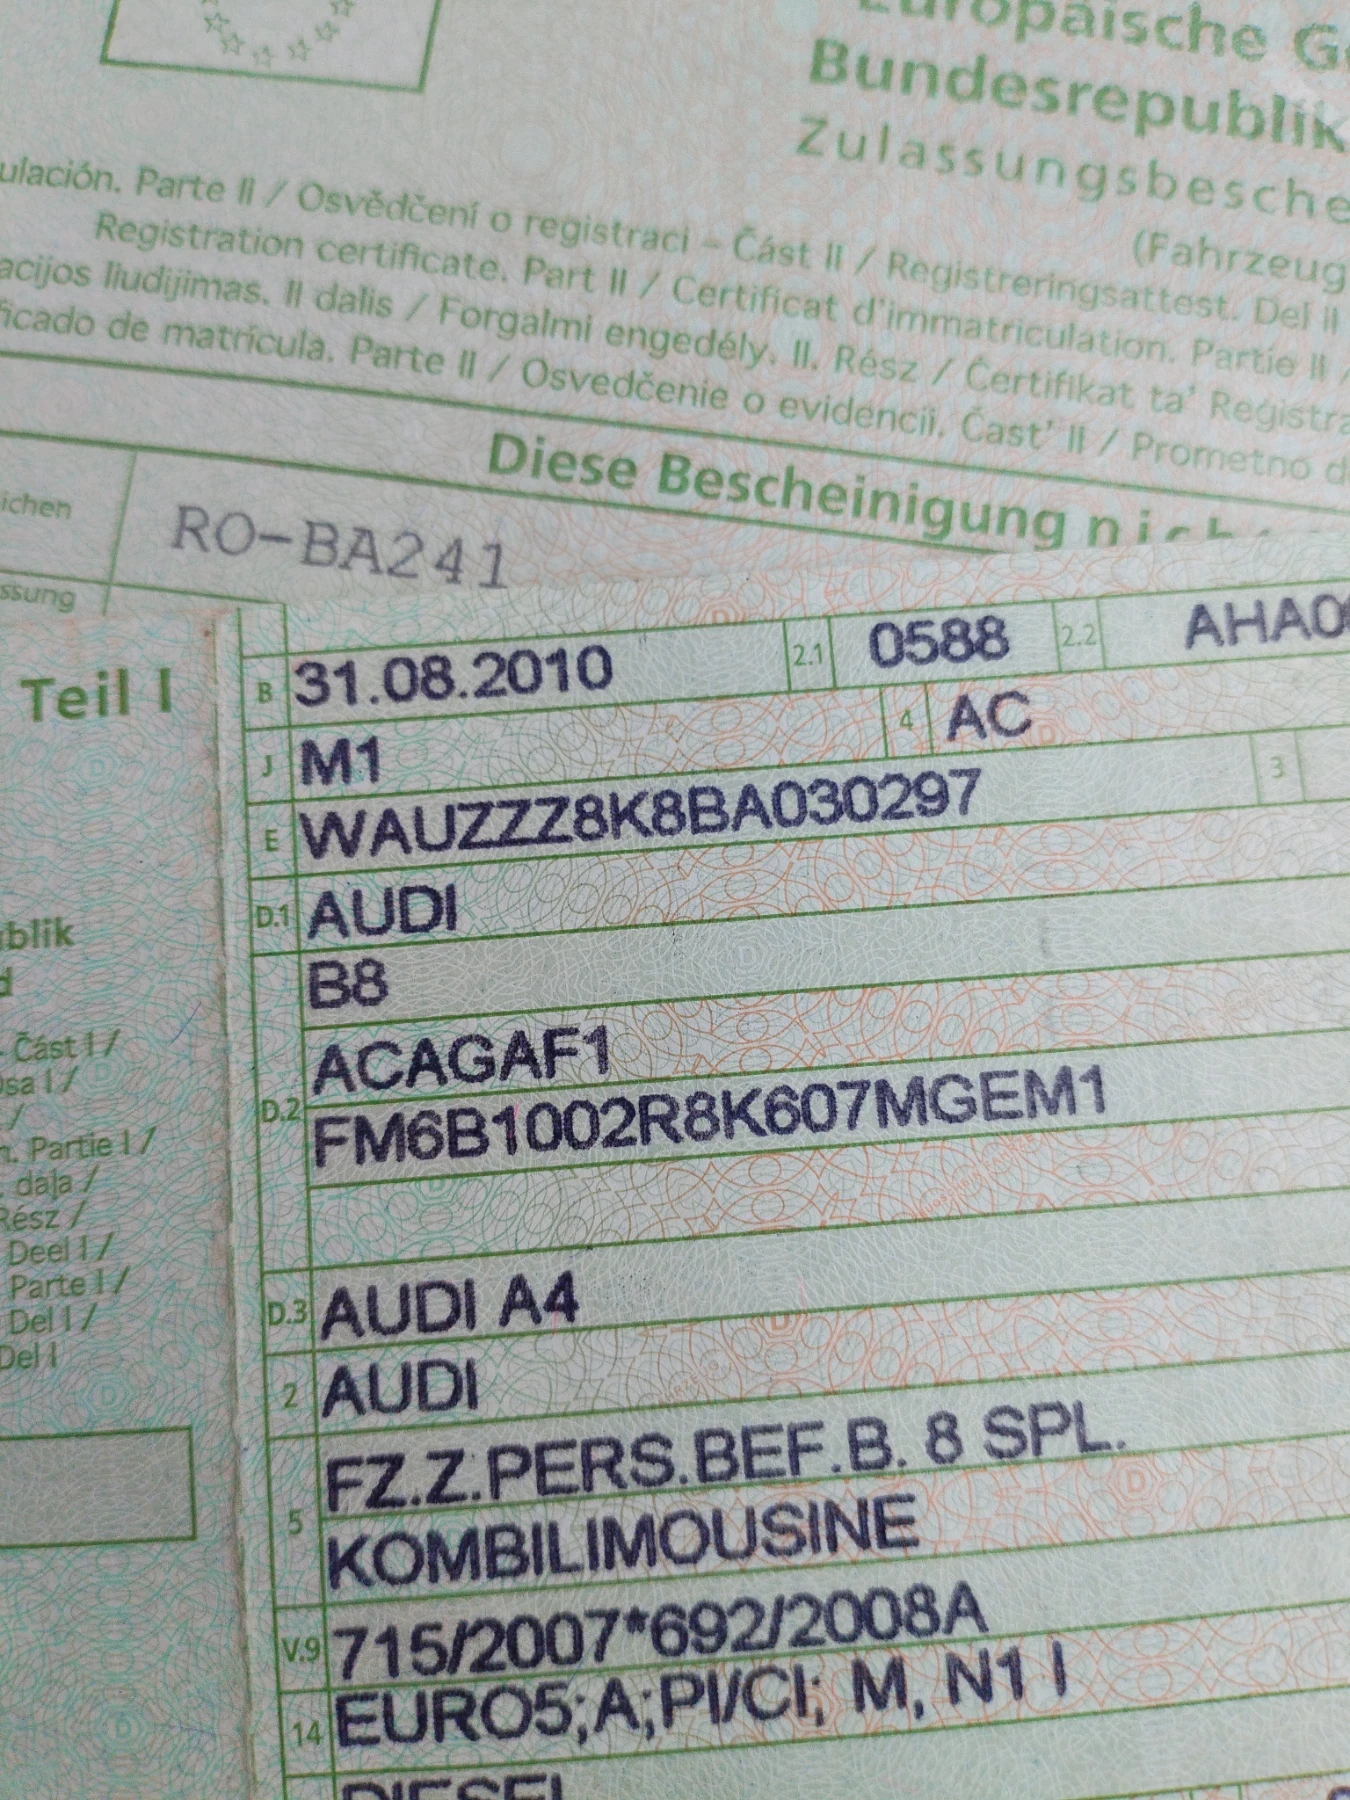 Europäische
Bundesrepublik
Zulassungsbesche
(Fahrzeug
ulación. Parte II / Osvědčení o registraci – Část II / Registreringsattest. Del II
Registration certificate. Part II / Certificat d'immatriculation. Partie II /
acijos liudijimas. II dalis / Forgalmi engedély. II. Rész / Ċertifikat ta' Registra
ficado de matrícula. Parte II / Osvedčenie o evidencii. Časť II / Prometno d
Diese Bescheinigung nich
ichen RO-BA241
ssung
Teil I
B 31.08.2010 2.1 0588 2.2 AHA0
J M1 4 AC
E WAUZZZ8K8BA030297 3
D.1 AUDI
blik
d
B8
Část I /
sa I /
/
n. Partie I /
daļa /
Rész /
Deel I /
Parte I /
Del I /
Del I
ACAGAF1
D.2 FM6B1002R8K607MGEM1
D.3 AUDI A4
2 AUDI
5 FZ.Z.PERS.BEF.B. 8 SPL.
KOMBILIMOUSINE
V.9 715/2007*692/2008A
14 EURO5;A;PI/CI; M, N1 I
DIESEL